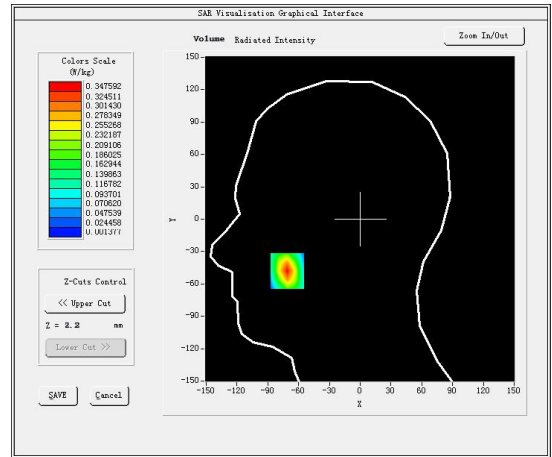 SAR Visualisation Graphical Interface
Volume Radiated Intensity
Zoom In/Out
Colors Scale
(W/kg)
0.347592
0.324511
0.301430
0.278349
0.255268
0.232187
0.209106
0.186025
0.162944
0.139863
0.116782
0.093701
0.070620
0.047539
0.024458
0.001377
Z-Cuts Control
<< Upper Cut
Z = 2.2 mm
Lower Cut >>
SAVE Cancel
150
120
90
60
30
0
-30
-60
-90
-120
-150
Y
-150 -120 -90 -60 -30 0 30 60 90 120 150
X